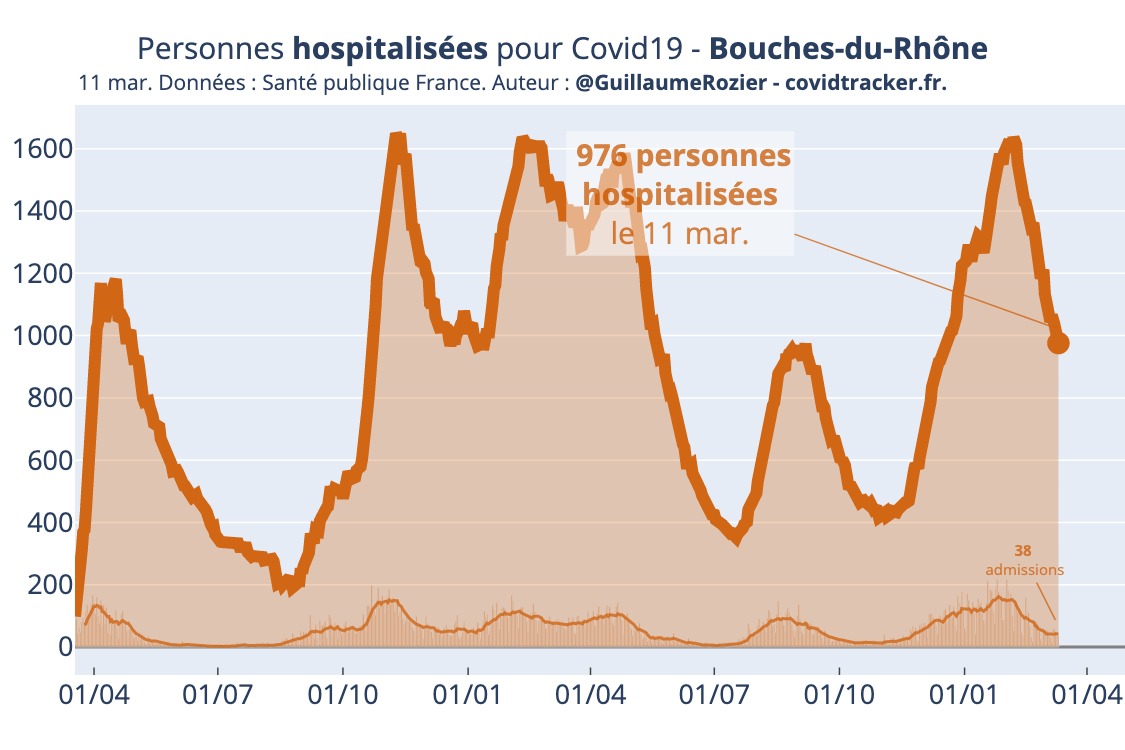 Personnes hospitalisées pour Covid19 - Bouches-du-Rhône
11 mar. Données : Santé publique France. Auteur : @GuillaumeRozier - covidtracker.fr.
1600
1400
1200
1000
800
600
400
200
0
976 personnes
hospitalisées
le 11 mar.
38
admissions
01/04 01/07 01/10 01/01 01/04 01/07 01/10 01/01 01/04